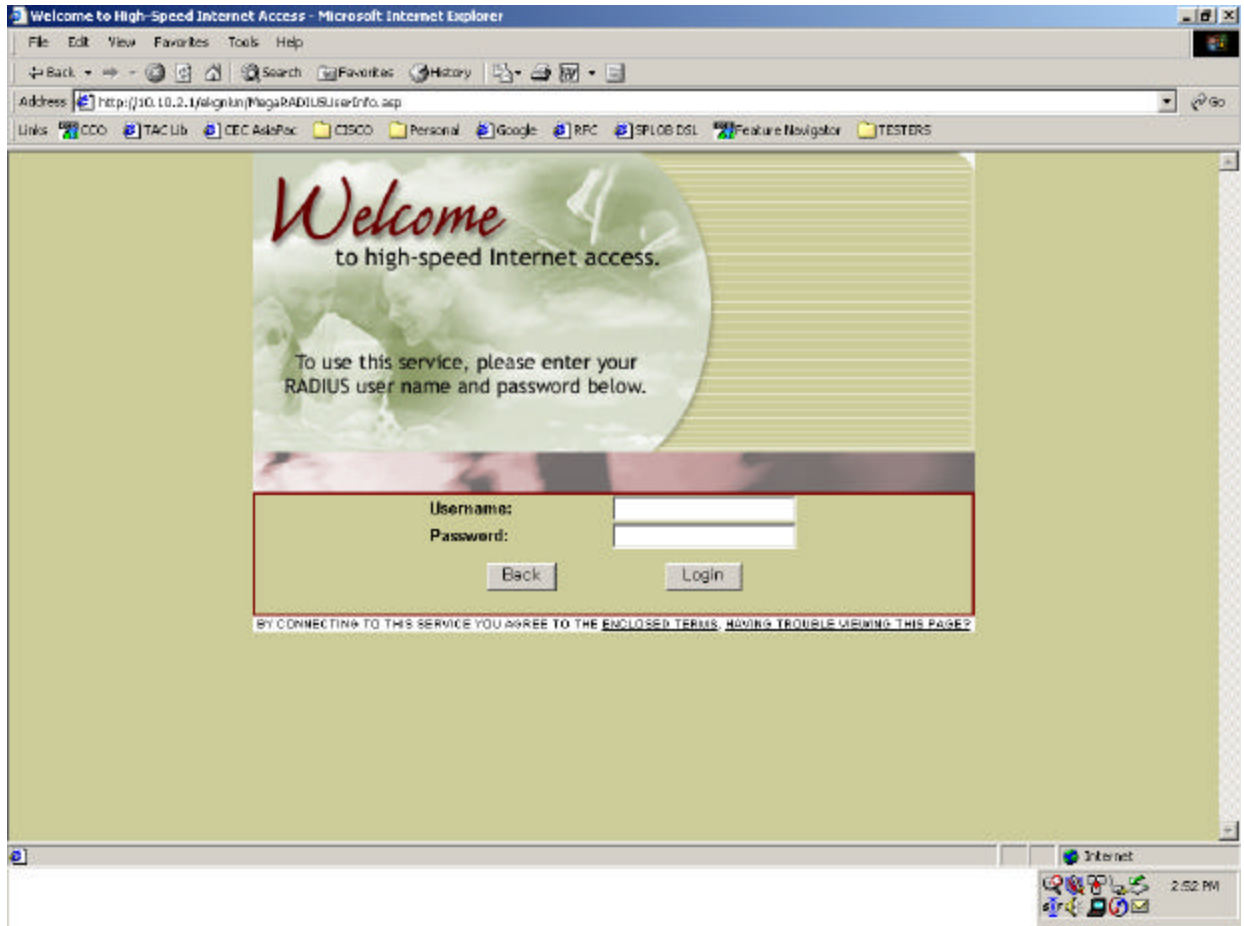 Welcome to High-Speed Internet Access - Microsoft Internet Explorer
File Edit View Favorites Tools Help
Back Search Favorites History
Address http://10.10.2.1/ekgnkn/MegaRADIUSUserInfo.asp Go
Links CCO TAC Lib CEC AsiaPac CISCO Personal Google RFC SPLOB DSL Feature Navigator TESTERS
Welcome
to high-speed Internet access.
To use this service, please enter your
RADIUS user name and password below.
Username:
Password:
Back Login
BY CONNECTING TO THIS SERVICE YOU AGREE TO THE ENCLOSED TERMS. HAVING TROUBLE VIEWING THIS PAGE?
Internet
2:52 PM